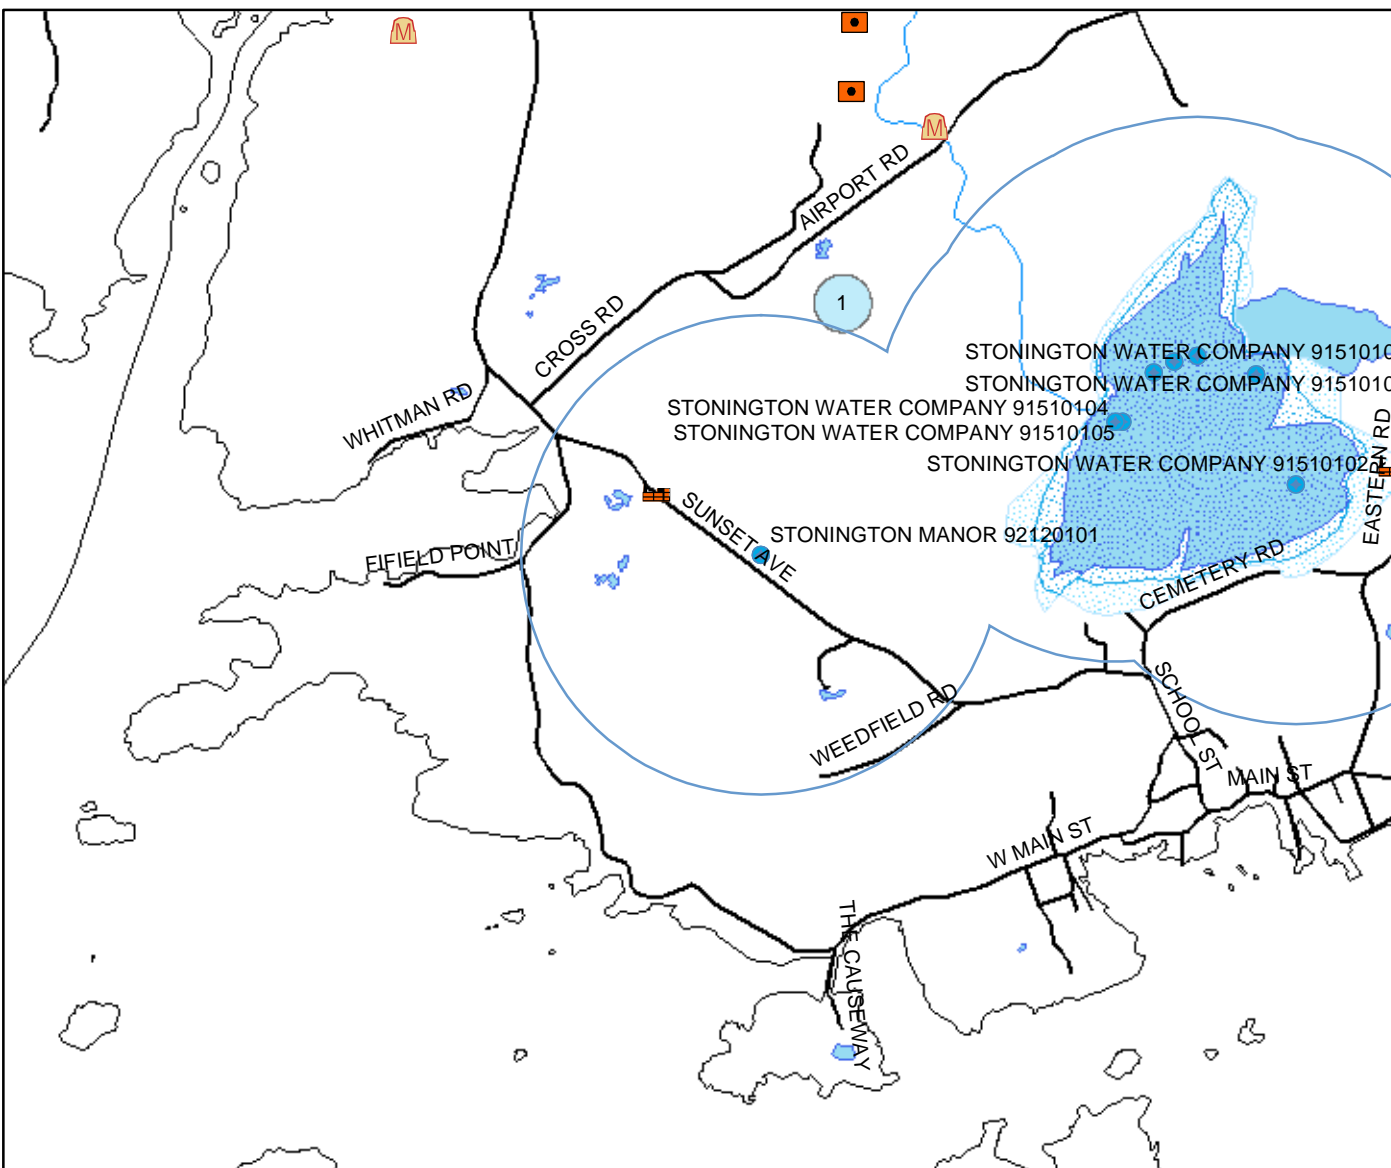 M
M
AIRPORT RD
1
CROSS RD
STONINGTON WATER COMPANY 9151010
STONINGTON WATER COMPANY 9151010
WHITMAN RD
STONINGTON WATER COMPANY 91510104
STONINGTON WATER COMPANY 91510105
STONINGTON WATER COMPANY 91510102
EASTERN RD
SUNSET AVE
STONINGTON MANOR 92120101
FIFIELD POINT
CEMETERY RD
SCHOOL ST
WEEDFIELD RD
MAIN ST
W MAIN ST
THE CAUSEWAY